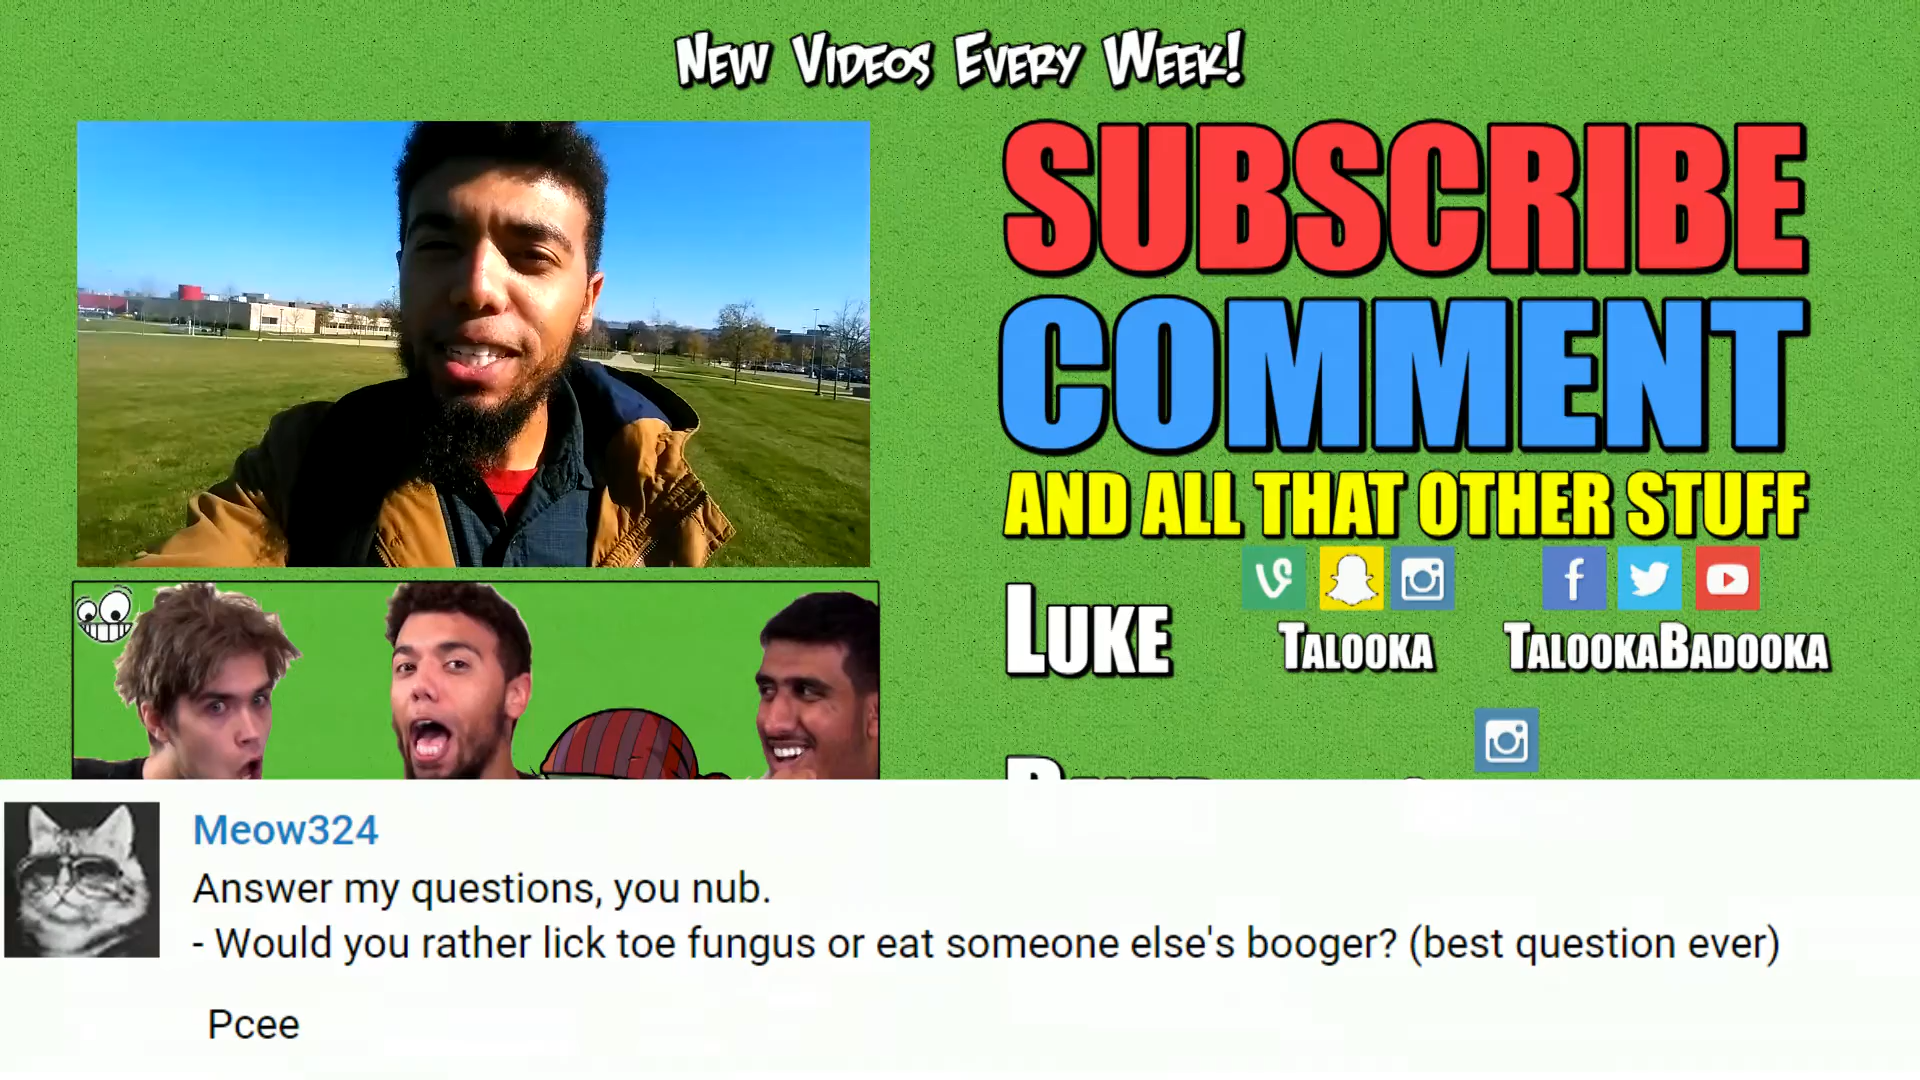 New Videos Every Week!
SUBSCRIBE
COMMENT
AND ALL THAT OTHER STUFF
Luke
Talooka
TalookaBadooka
Meow324
Answer my questions, you nub.
- Would you rather lick toe fungus or eat someone else's booger? (best question ever)
Pcee